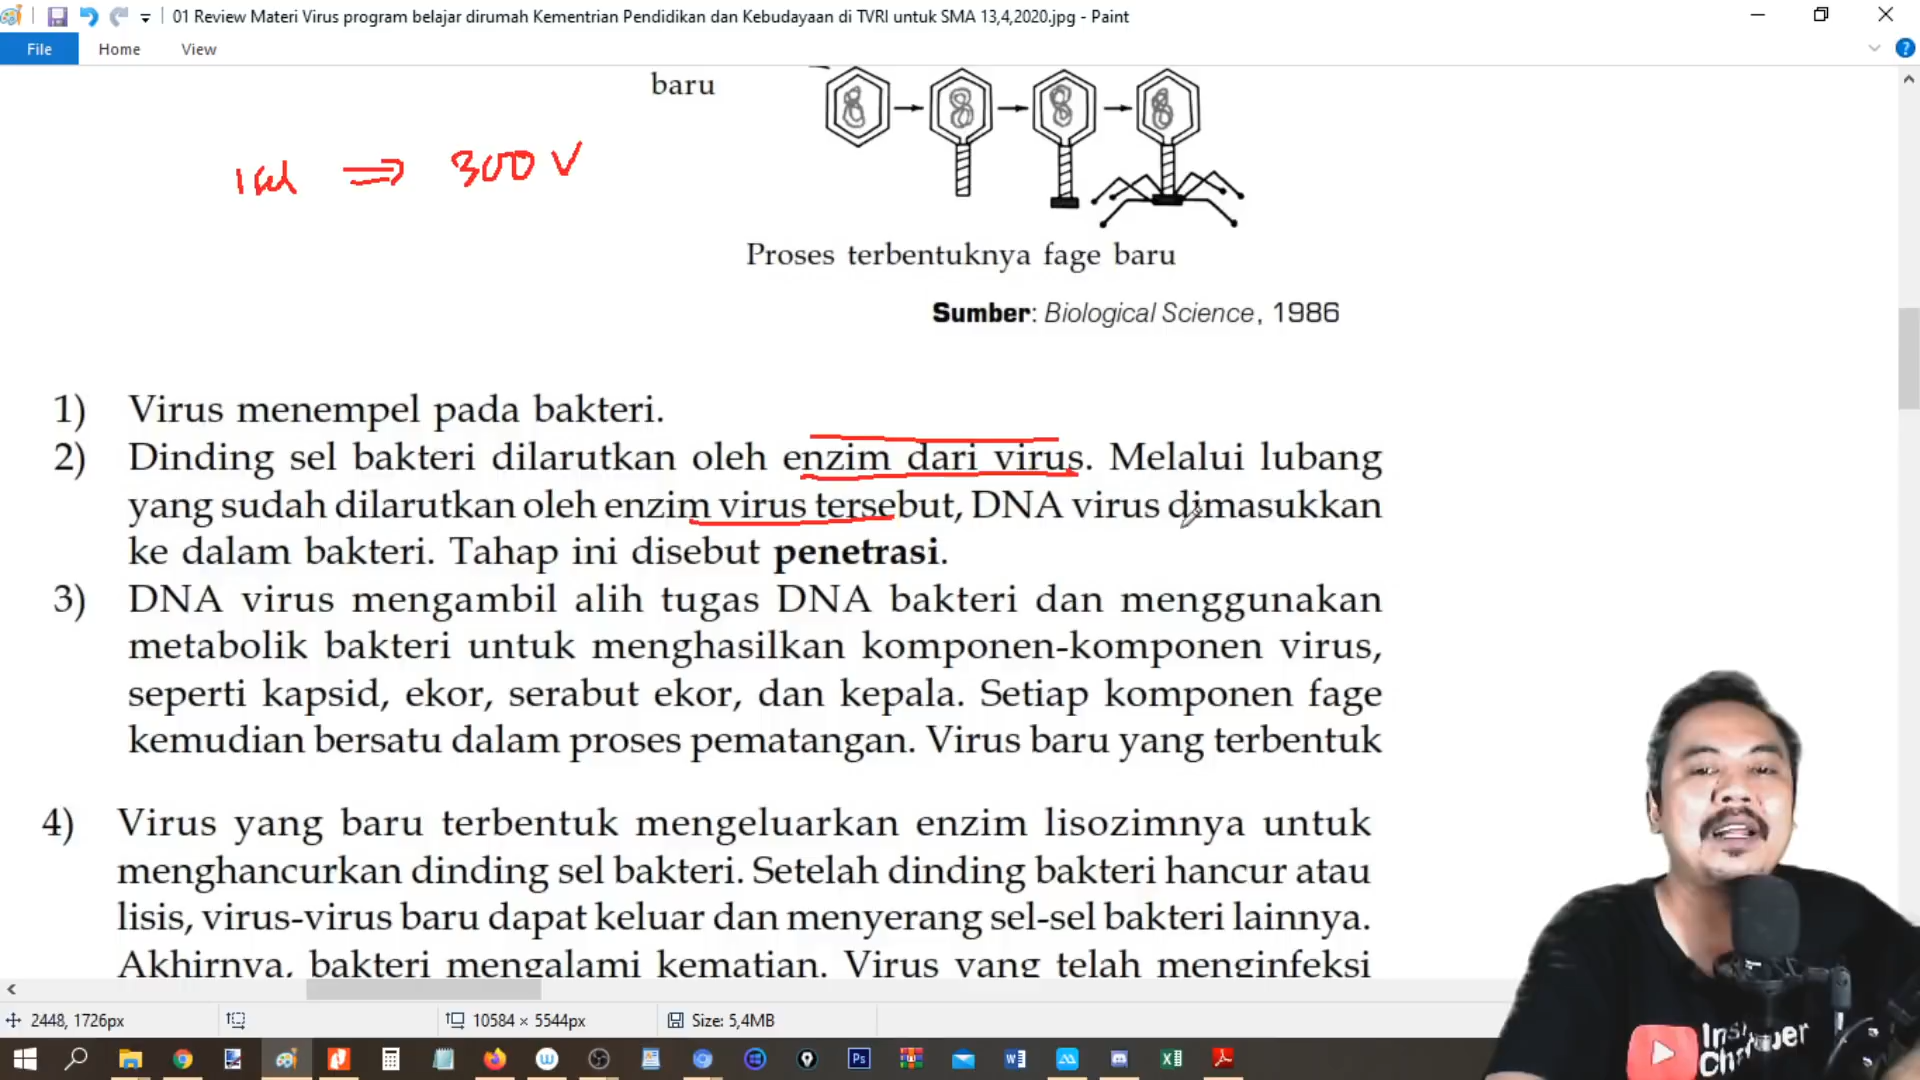 01 Review Materi Virus program belajar dirumah Kementrian Pendidikan dan Kebudayaan di TVRI untuk SMA 13,4,2020.jpg - Paint
File Home View
baru
300 V
Proses terbentuknya fage baru
Sumber: Biological Science, 1986
1) Virus menempel pada bakteri.
2) Dinding sel bakteri dilarutkan oleh enzim dari virus. Melalui lubang
yang sudah dilarutkan oleh enzim virus tersebut, DNA virus dimasukkan
ke dalam bakteri. Tahap ini disebut penetrasi.
3) DNA virus mengambil alih tugas DNA bakteri dan menggunakan
metabolik bakteri untuk menghasilkan komponen-komponen virus,
seperti kapsid, ekor, serabut ekor, dan kepala. Setiap komponen fage
kemudian bersatu dalam proses pematangan. Virus baru yang terbentuk
4) Virus yang baru terbentuk mengeluarkan enzim lisozimnya untuk
menghancurkan dinding sel bakteri. Setelah dinding bakteri hancur atau
lisis, virus-virus baru dapat keluar dan menyerang sel-sel bakteri lainnya.
Akhirnya, bakteri mengalami kematian. Virus yang telah menginfeksi
2448, 1726px
10584 × 5544px
Size: 5,4MB